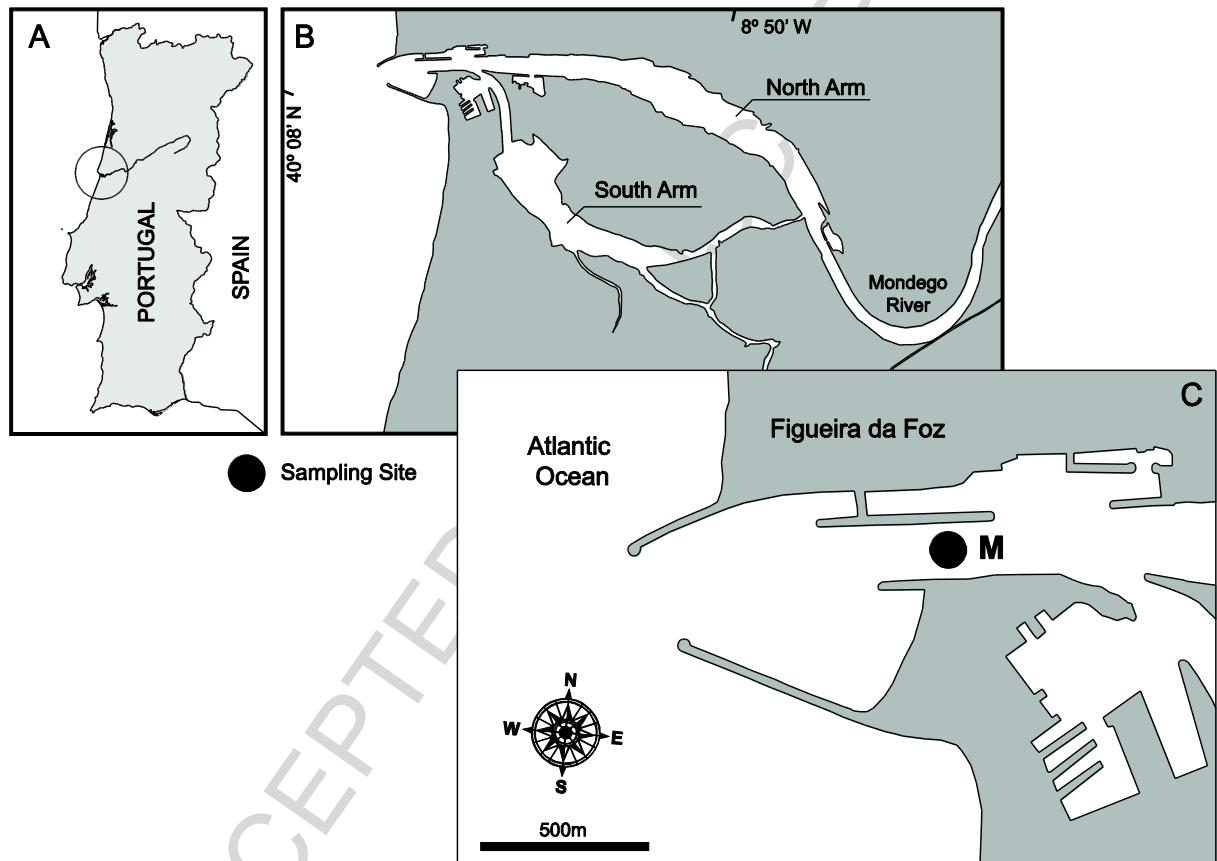 A
PORTUGAL
SPAIN
B
8º 50' W
40º 08' N
North Arm
South Arm
Mondego
River
C
Figueira da Foz
Atlantic
Ocean
Sampling Site
M
N
W
E
S
500m
CEPTED